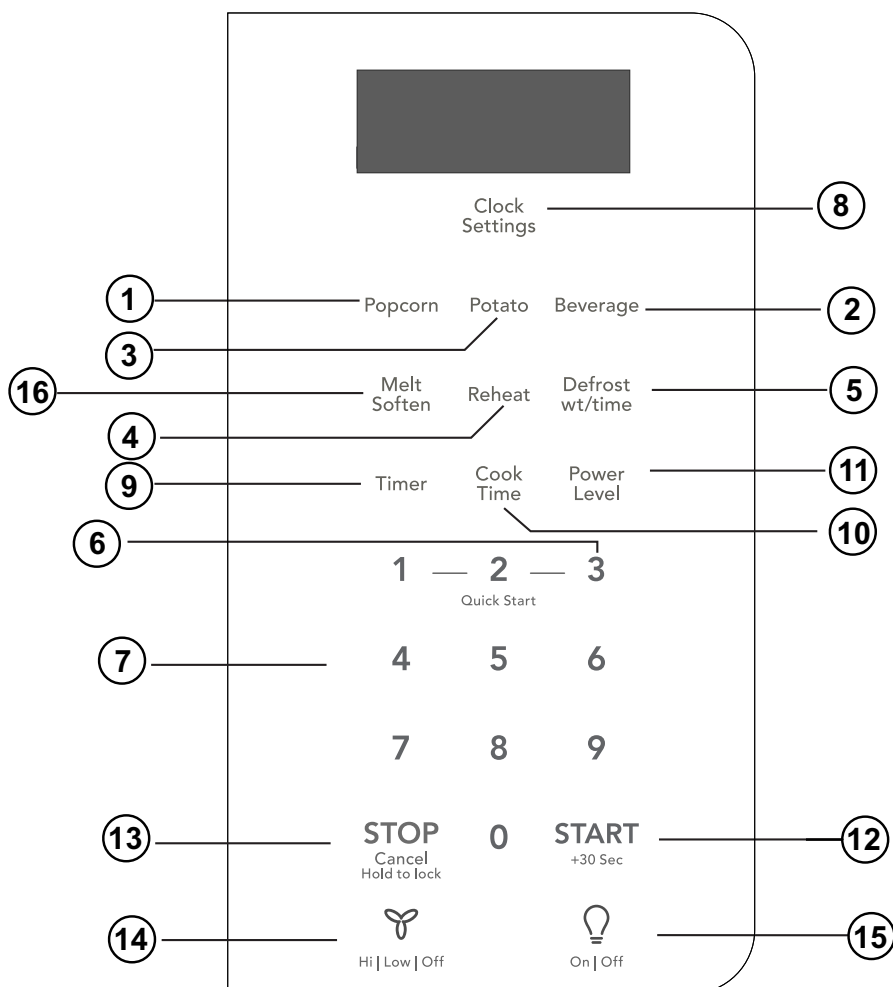 Clock
Settings
8
1
Popcorn Potato Beverage
2
3
16
Melt
Soften
Reheat
Defrost
wt/time
5
4
9
Timer
Cook
Time
Power
Level
11
10
6
1 — 2 — 3
Quick Start
7
4 5 6
7 8 9
13
STOP
Cancel
Hold to lock
0
START
+30 Sec
12
14
Hi | Low | Off
On | Off
15